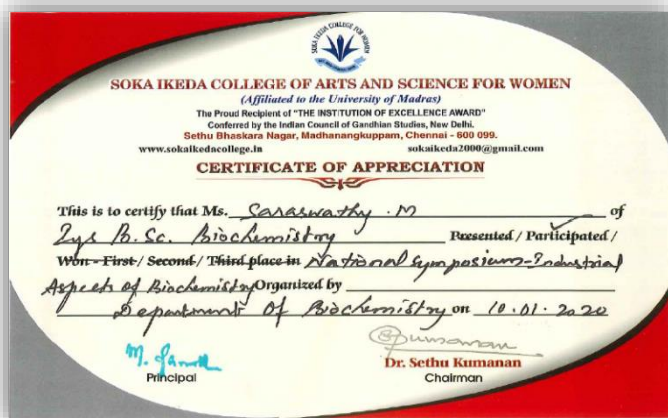 SOKA IKEDA COLLEGE OF ARTS AND SCIENCE FOR WOMEN
(Affiliated to the University of Madras)
The Proud Recipient of "THE INSTITUTION OF EXCELLENCE AWARD"
Conferred by the Indian Council of Gandhian Studies, New Delhi.
Sethu Bhaskara Nagar, Madhanangkuppam, Chennai - 600 099.
www.sokaikedacollege.in sokaikeda2000@gmail.com
CERTIFICATE OF APPRECIATION
This is to certify that Ms. Saraswathy .M of
B.Sc. Biochemistry Presented / Participated /
Won - First / Second / Third place in National Symposium-Industrial
Aspects of Biochemistry Organized by
Department Of Biochemistry on 10.01.2020
Principal
Dr. Sethu Kumanan
Chairman